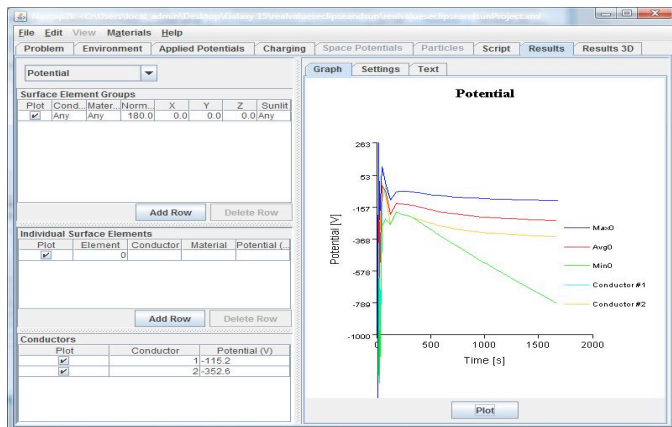 File Edit View Materials Help
Problem Environment Applied Potentials Charging Space Potentials Particles Script Results Results 3D
Potential
Surface Element Groups
Plot Cond... Mater... Norm... X Y Z Sunlit
Any Any 180.0 0.0 0.0 0.0 Any
Add Row Delete Row
Individual Surface Elements
Plot Element Conductor Material Potential (...
0
Add Row Delete Row
Conductors
Plot Conductor Potential (V)
1 -115.2
2 -352.6
Graph Settings Text
Potential
263
53
-157
-368
-578
-789
-1000
Potential [V]
0 500 1000 1500 2000
Time [s]
Max0
Avg0
Min0
Conductor #1
Conductor #2
Plot